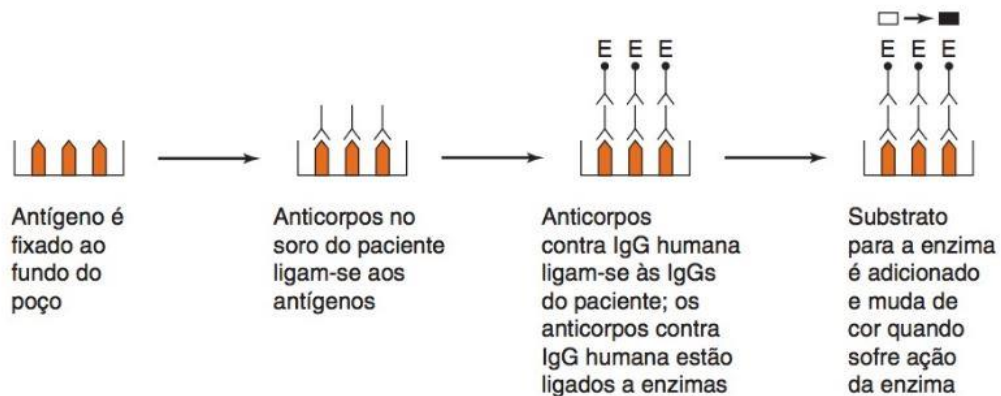 E E E
E E E
Antígeno é
fixado ao
fundo do
poço
Anticorpos no
soro do paciente
ligam-se aos
antígenos
Anticorpos
contra IgG humana
ligam-se às IgGs
do paciente; os
anticorpos contra
IgG humana estão
ligados a enzimas
Substrato
para a enzima
é adicionado
e muda de
cor quando
sofre ação
da enzima